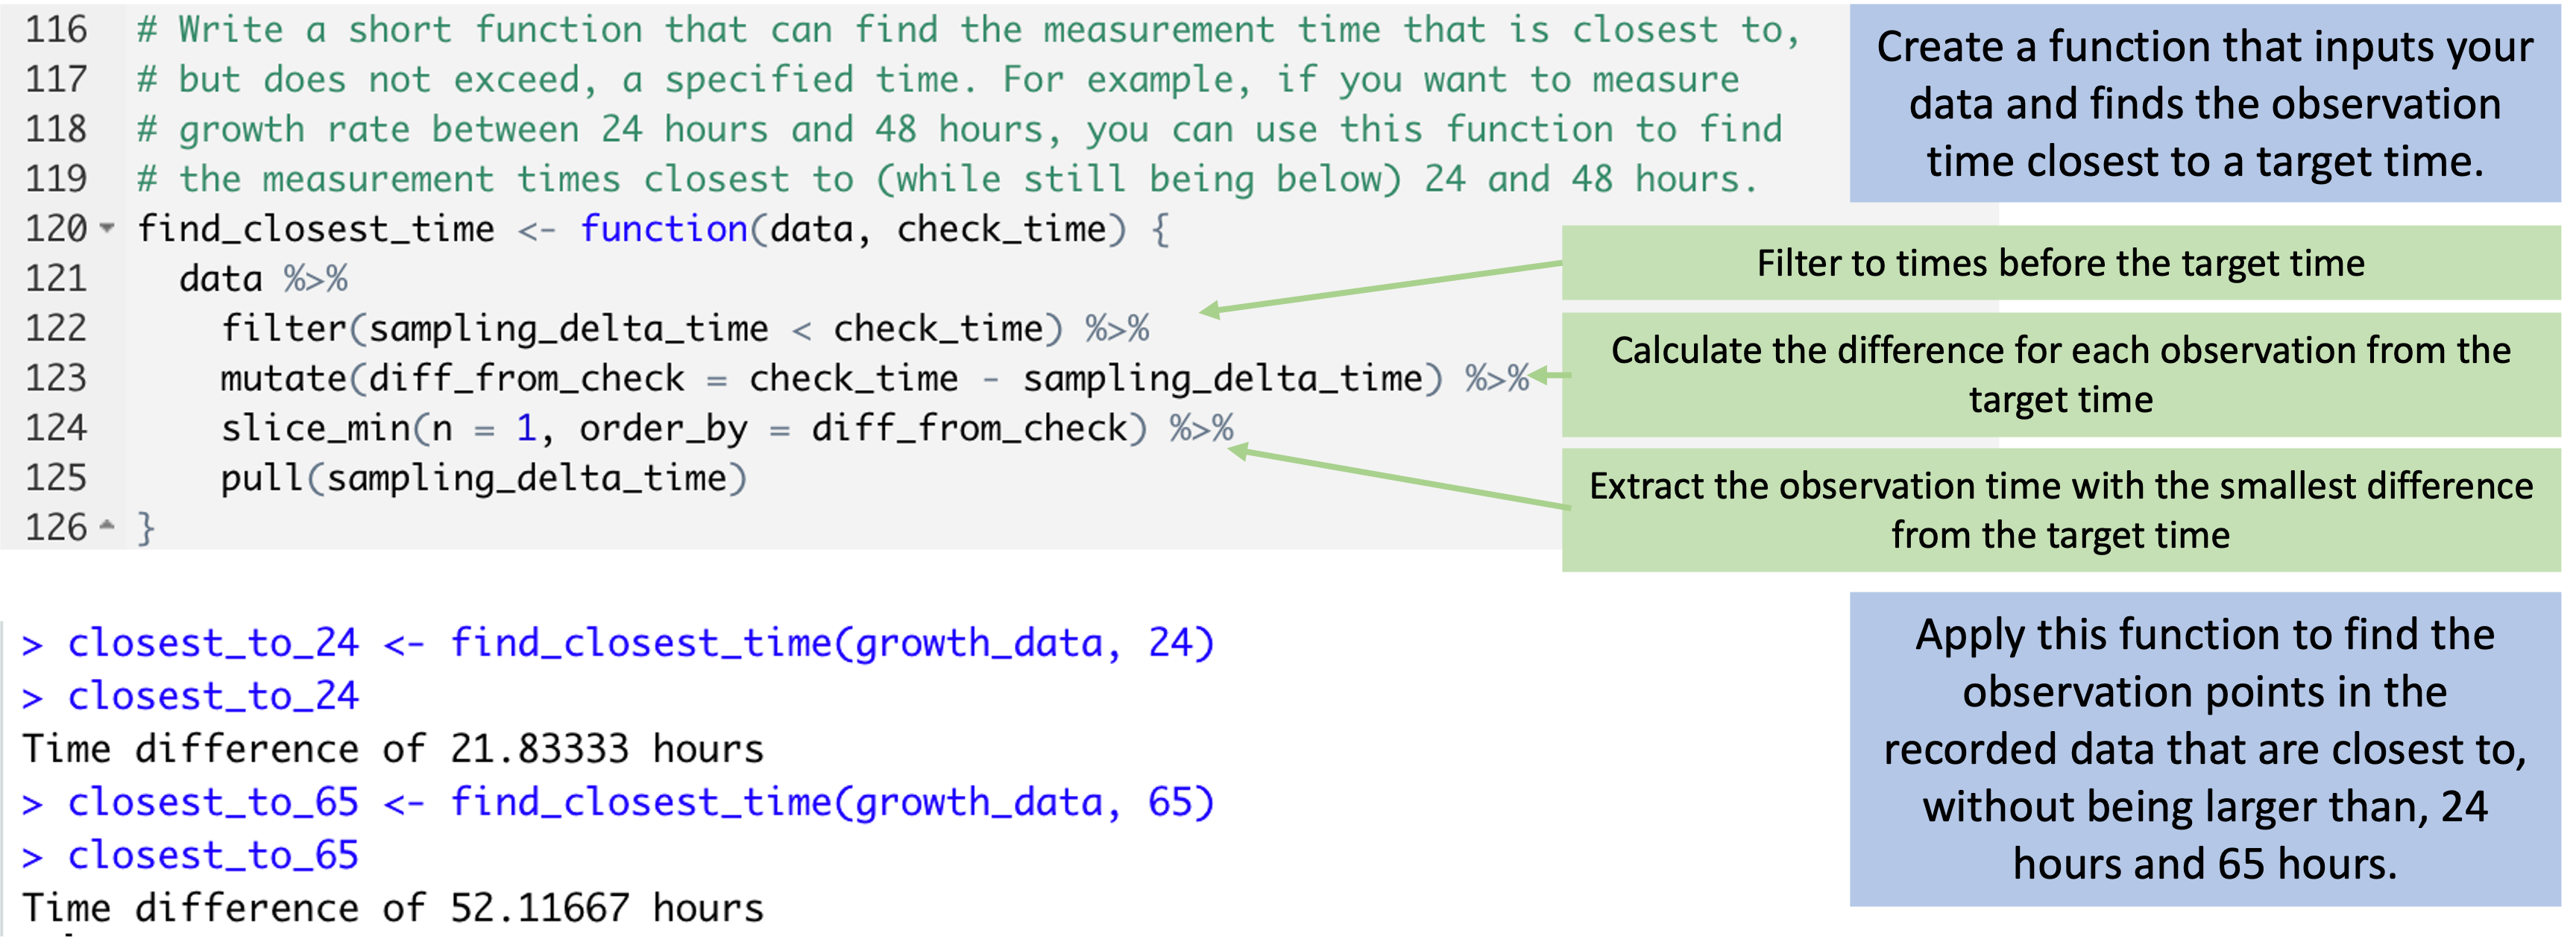 116 # Write a short function that can find the measurement time that is closest to,
117 # but does not exceed, a specified time. For example, if you want to measure
118 # growth rate between 24 hours and 48 hours, you can use this function to find
119 # the measurement times closest to (while still being below) 24 and 48 hours.
120 find_closest_time <- function(data, check_time) {
121 data %>%
122 filter(sampling_delta_time < check_time) %>%
123 mutate(diff_from_check = check_time - sampling_delta_time) %>%
124 slice_min(n = 1, order_by = diff_from_check) %>%
125 pull(sampling_delta_time)
126 }
Create a function that inputs your
data and finds the observation
time closest to a target time.
Filter to times before the target time
Calculate the difference for each observation from the
target time
Extract the observation time with the smallest difference
from the target time
> closest_to_24 <- find_closest_time(growth_data, 24)
> closest_to_24
Time difference of 21.83333 hours
> closest_to_65 <- find_closest_time(growth_data, 65)
> closest_to_65
Time difference of 52.11667 hours
Apply this function to find the
observation points in the
recorded data that are closest to,
without being larger than, 24
hours and 65 hours.